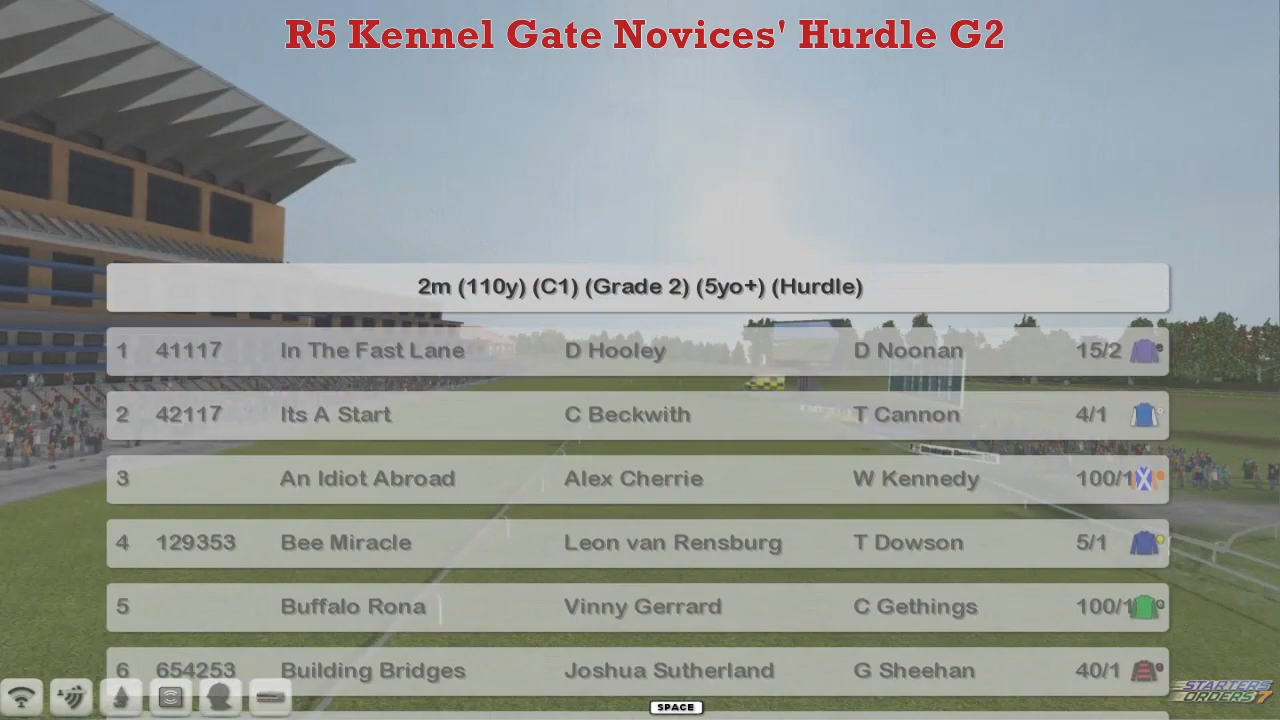 R5 Kennel Gate Novices' Hurdle G2
2m (110y) (C1) (Grade 2) (5yo+) (Hurdle)
1 41117 In The Fast Lane D Hooley D Noonan 15/2
2 42117 Its A Start C Beckwith T Cannon 4/1
3 An Idiot Abroad Alex Cherrie W Kennedy 100/1
4 129353 Bee Miracle Leon van Rensburg T Dowson 5/1
5 Buffalo Rona Vinny Gerrard C Gethings 100/1
6 654253 Building Bridges Joshua Sutherland G Sheehan 40/1
SPACE
STARTERS ORDERS 7